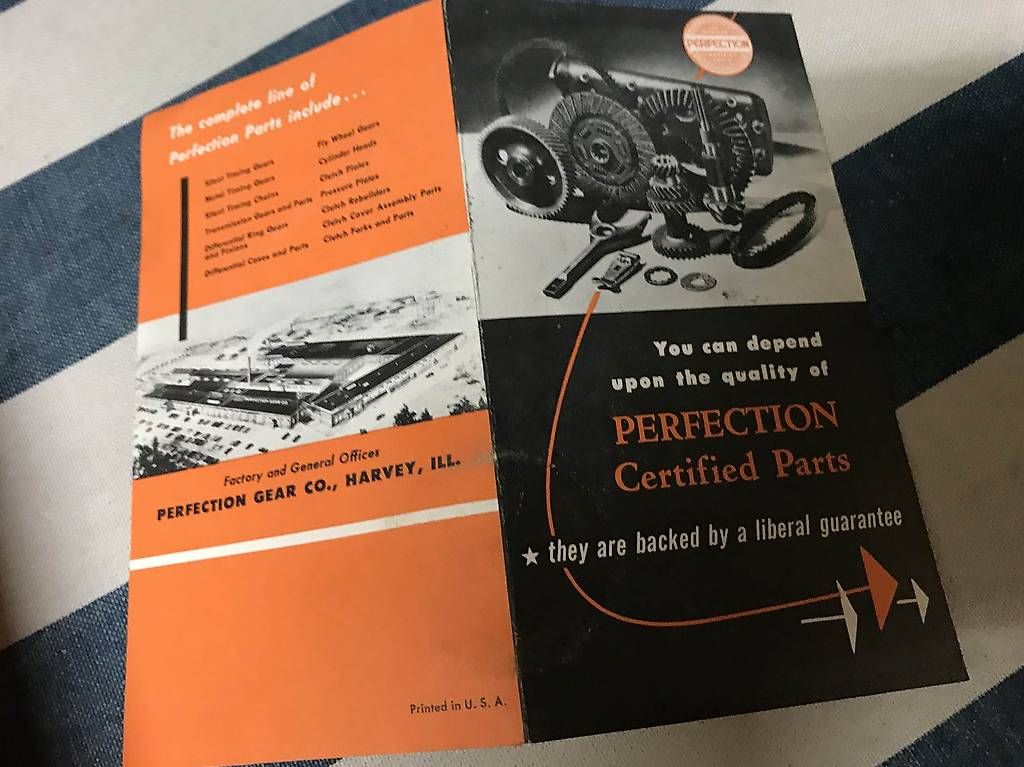 The complete line of
Perfection Parts include...
Silent Timing Gears
Metal Timing Gears
Silent Timing Chains
Transmission Gears and Parts
Differential Ring Gears
and Pinions
Differential Cases and Parts
Fly Wheel Gears
Cylinder Heads
Clutch Plates
Pressure Plates
Clutch Rebuilders
Clutch Cover Assembly Parts
Clutch Forks and Parts
Factory and General Offices
PERFECTION GEAR CO., HARVEY, ILL.
Printed in U. S. A.
PERFECTION
You can depend
upon the quality of
PERFECTION
Certified Parts
★ they are backed by a liberal guarantee